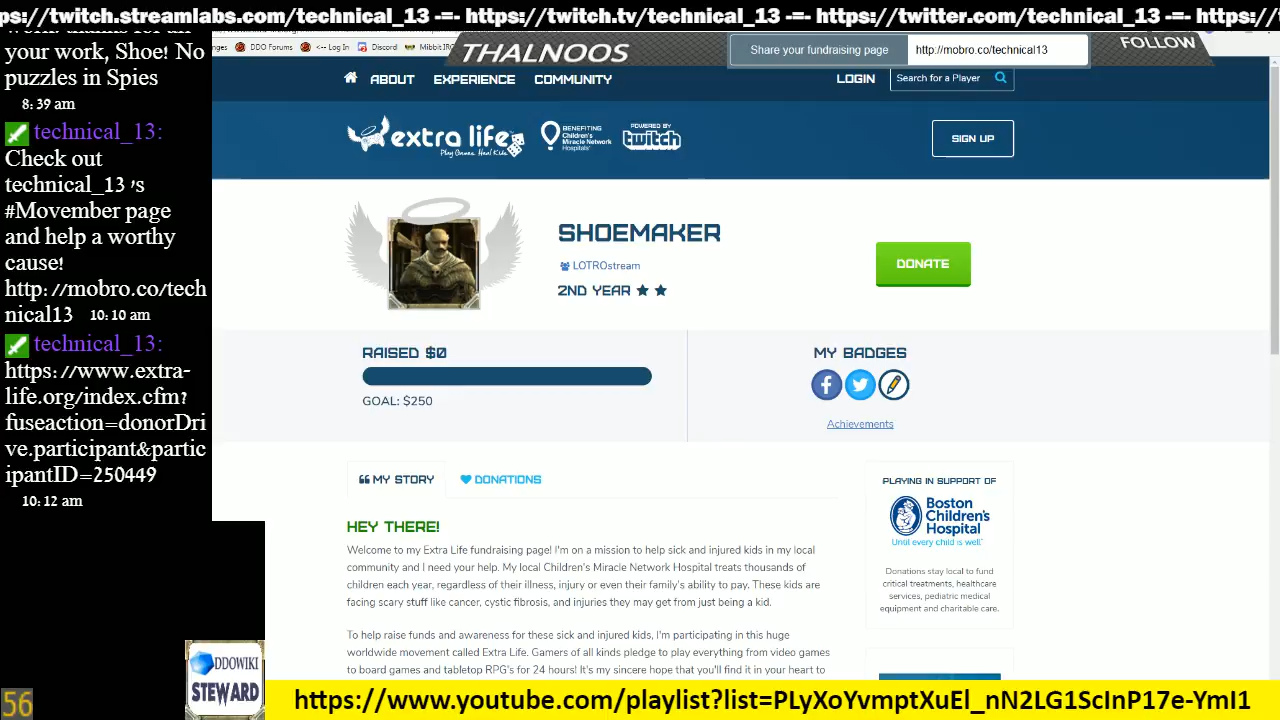 https://twitch.streamlabs.com/technical_13 -=- https://twitch.tv/technical_13 -=- https://twitter.com/technical_13 -=- https://
your work, Shoe! No
puzzles in Spies
8:39 am
technical_13:
Check out
technical_13's
#Movember page
and help a worthy
cause!
http://mobro.co/tech
nical13 10:10 am
technical_13:
https://www.extra-
life.org/index.cfm?
fuseaction=donorDri
ve.participant&partic
ipantID=250449
10:12 am
DDO Forums
<-- Log In
Discord
Mibbit
THALNOOS
Share your fundraising page
http://mobro.co/technical13
FOLLOW
ABOUT
EXPERIENCE
COMMUNITY
LOGIN
Search for a Player
extra life
Play Games. Heal Kids.
BENEFITING
Children's
Miracle Network
Hospitals
POWERED BY
twitch
SIGN UP
SHOEMAKER
LOTROstream
2ND YEAR
DONATE
RAISED $0
GOAL: $250
MY BADGES
Achievements
MY STORY
DONATIONS
HEY THERE!
Welcome to my Extra Life fundraising page! I'm on a mission to help sick and injured kids in my local
community and I need your help. My local Children's Miracle Network Hospital treats thousands of
children each year, regardless of their illness, injury or even their family's ability to pay. These kids are
facing scary stuff like cancer, cystic fibrosis, and injuries they may get from just being a kid.
To help raise funds and awareness for these sick and injured kids, I'm participating in this huge
worldwide movement called Extra Life. Gamers of all kinds pledge to play everything from video games
to board games and tabletop RPG's for 24 hours! It's my sincere hope that you'll find it in your heart to
PLAYING IN SUPPORT OF
Boston
Children's
Hospital
Until every child is well™
Donations stay local to fund
critical treatments, healthcare
services, pediatric medical
equipment and charitable care.
DDOWIKI
STEWARD
56
https://www.youtube.com/playlist?list=PLyXoYvmptXuEl_nN2LG1ScInP17e-YmI1